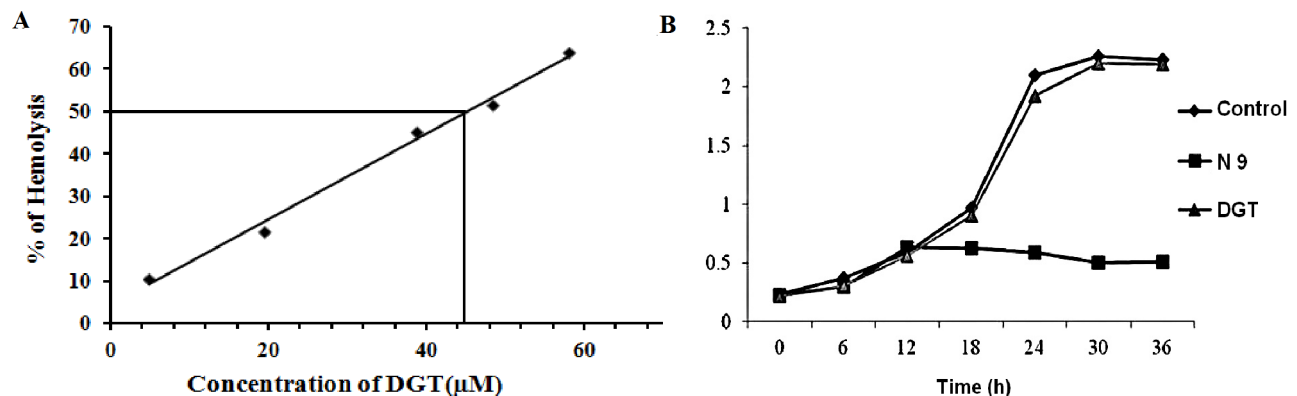 A
% of Hemolysis
70
60
50
40
30
20
10
0
0 20 40 60
Concentration of DGT(µM)
B
2.5
2
1.5
1
0.5
0
0 6 12 18 24 30 36
Time (h)
Control
N 9
DGT